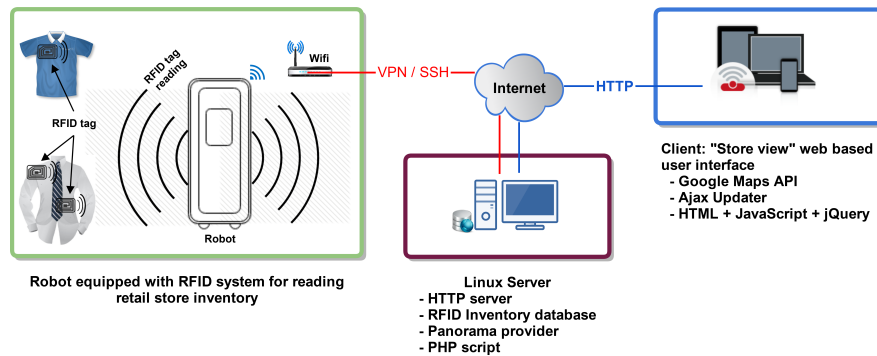 RFID tag
RFID tag
reading
Robot
Wifi
VPN / SSH
Internet
HTTP
Robot equipped with RFID system for reading
retail store inventory
Linux Server
- HTTP server
- RFID Inventory database
- Panorama provider
- PHP script
Client: "Store view" web based
user interface
- Google Maps API
- Ajax Updater
- HTML + JavaScript + jQuery